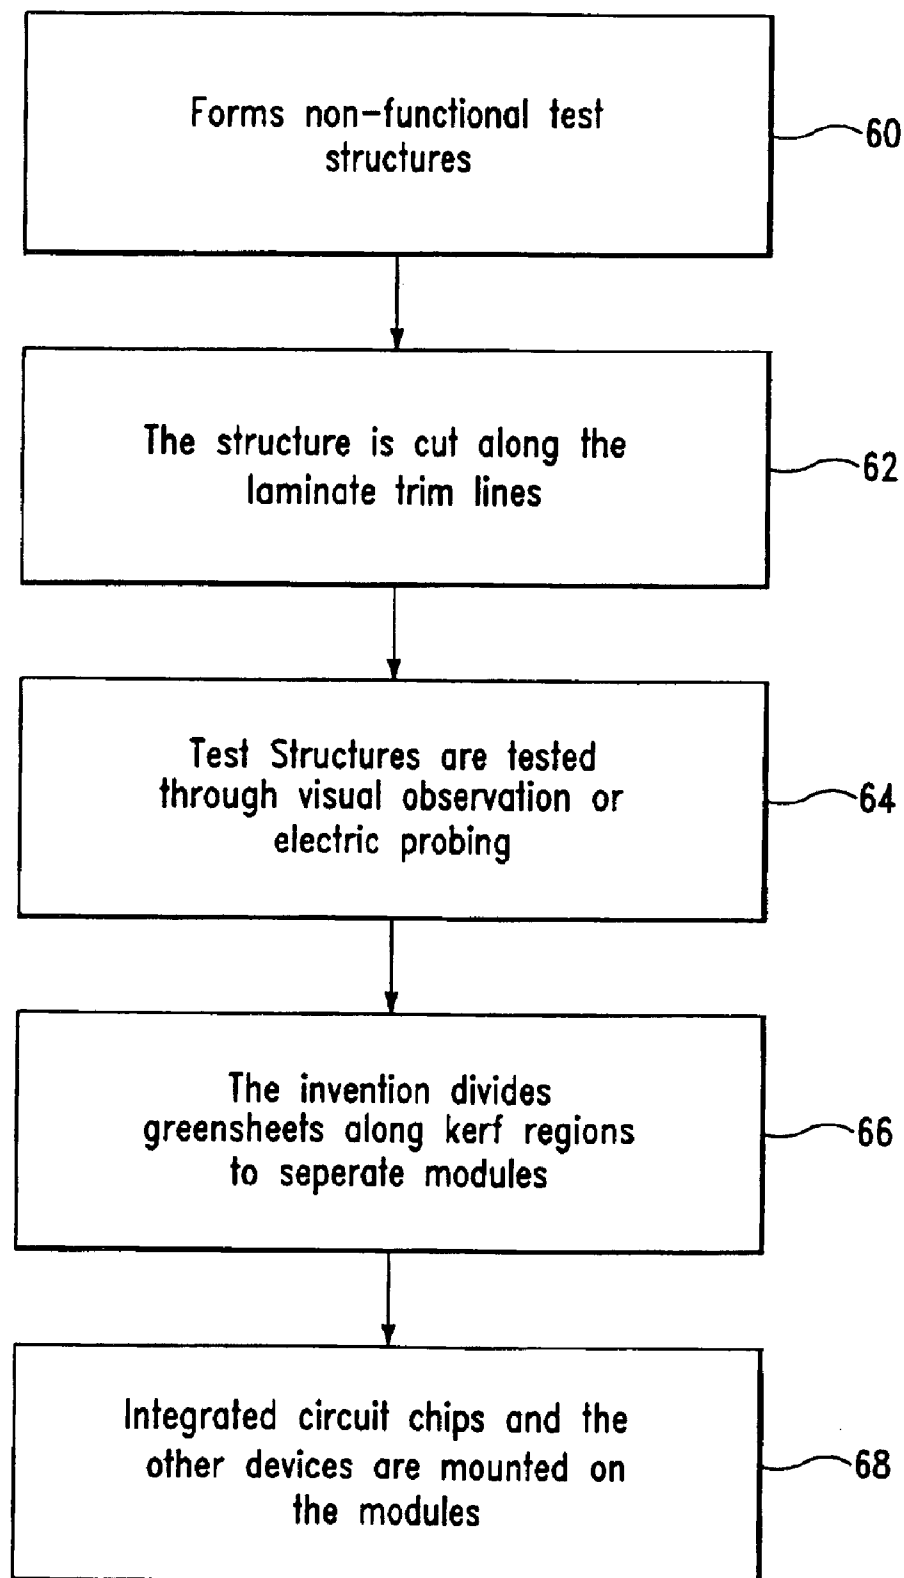 Forms non-functional test
structures
60
The structure is cut along the
laminate trim lines
62
Test Structures are tested
through visual observation or
electric probing
64
The invention divides
greensheets along kerf regions
to seperate modules
66
Integrated circuit chips and the
other devices are mounted on
the modules
68